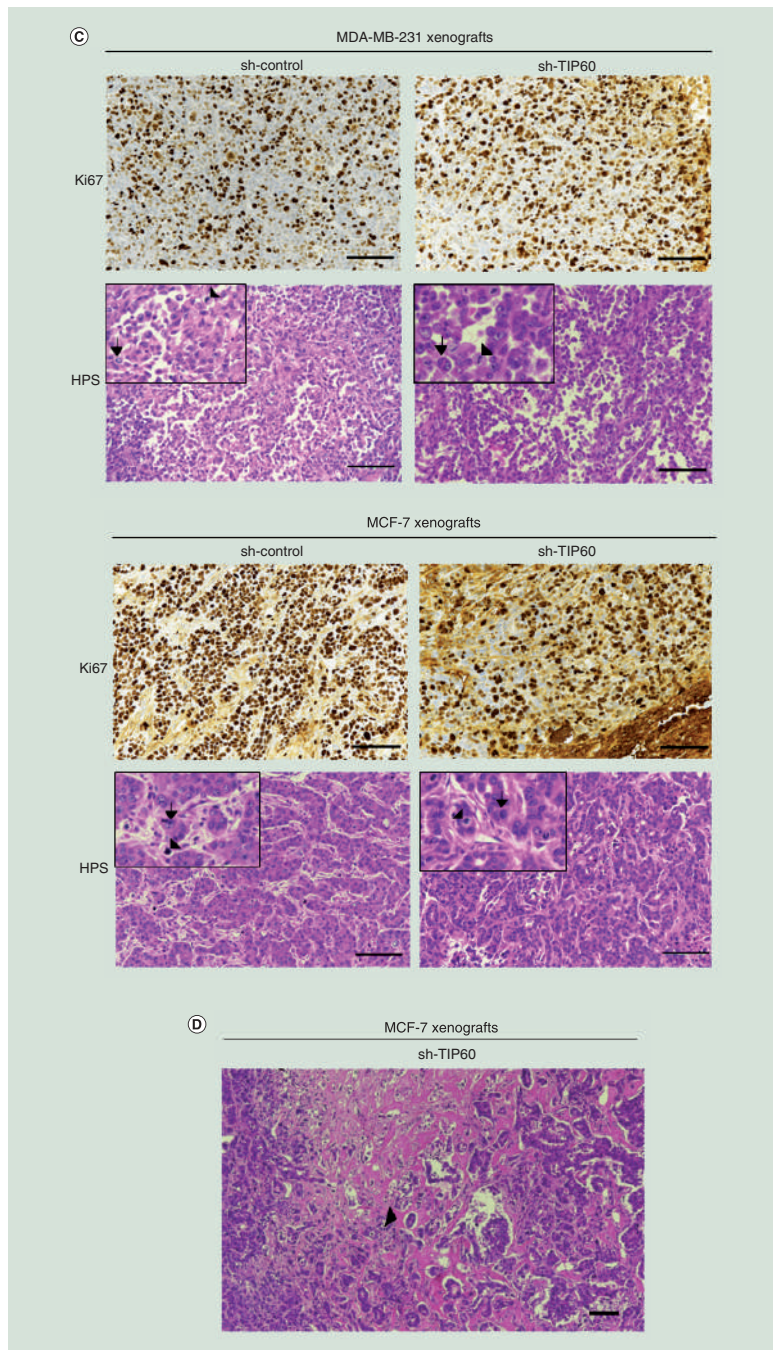 C
MDA-MB-231 xenografts
sh-control
sh-TIP60
Ki67
HPS
MCF-7 xenografts
sh-control
sh-TIP60
Ki67
HPS
D
MCF-7 xenografts
sh-TIP60